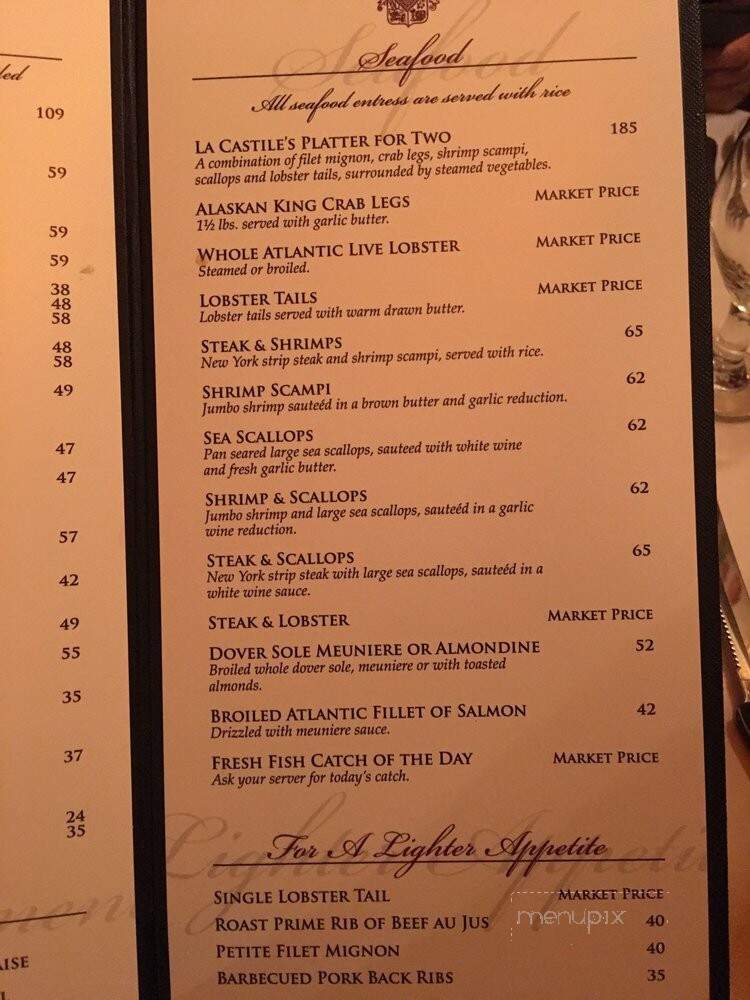 ded
109
59
59
59
38
48
58
48
58
49
47
47
57
42
49
55
35
37
24
35
AISE
Seafood
All seafood entress are served with rice
LA CASTILE'S PLATTER FOR TWO 185
A combination of filet mignon, crab legs, shrimp scampi,
scallops and lobster tails, surrounded by steamed vegetables.
ALASKAN KING CRAB LEGS MARKET PRICE
1½ lbs. served with garlic butter.
WHOLE ATLANTIC LIVE LOBSTER MARKET PRICE
Steamed or broiled.
LOBSTER TAILS MARKET PRICE
Lobster tails served with warm drawn butter.
STEAK & SHRIMPS 65
New York strip steak and shrimp scampi, served with rice.
SHRIMP SCAMPI 62
Jumbo shrimp sauteéd in a brown butter and garlic reduction.
SEA SCALLOPS 62
Pan seared large sea scallops, sauteed with white wine
and fresh garlic butter.
SHRIMP & SCALLOPS 62
Jumbo shrimp and large sea scallops, sauteéd in a garlic
wine reduction.
STEAK & SCALLOPS 65
New York strip steak with large sea scallops, sauteéd in a
white wine sauce.
STEAK & LOBSTER MARKET PRICE
DOVER SOLE MEUNIERE OR ALMONDINE 52
Broiled whole dover sole, meuniere or with toasted
almonds.
BROILED ATLANTIC FILLET OF SALMON 42
Drizzled with meuniere sauce.
FRESH FISH CATCH OF THE DAY MARKET PRICE
Ask your server for today's catch.
For A Lighter Appetite
SINGLE LOBSTER TAIL MARKET PRICE
ROAST PRIME RIB OF BEEF AU JUS 40
PETITE FILET MIGNON 40
BARBECUED PORK BACK RIBS 35
menupix